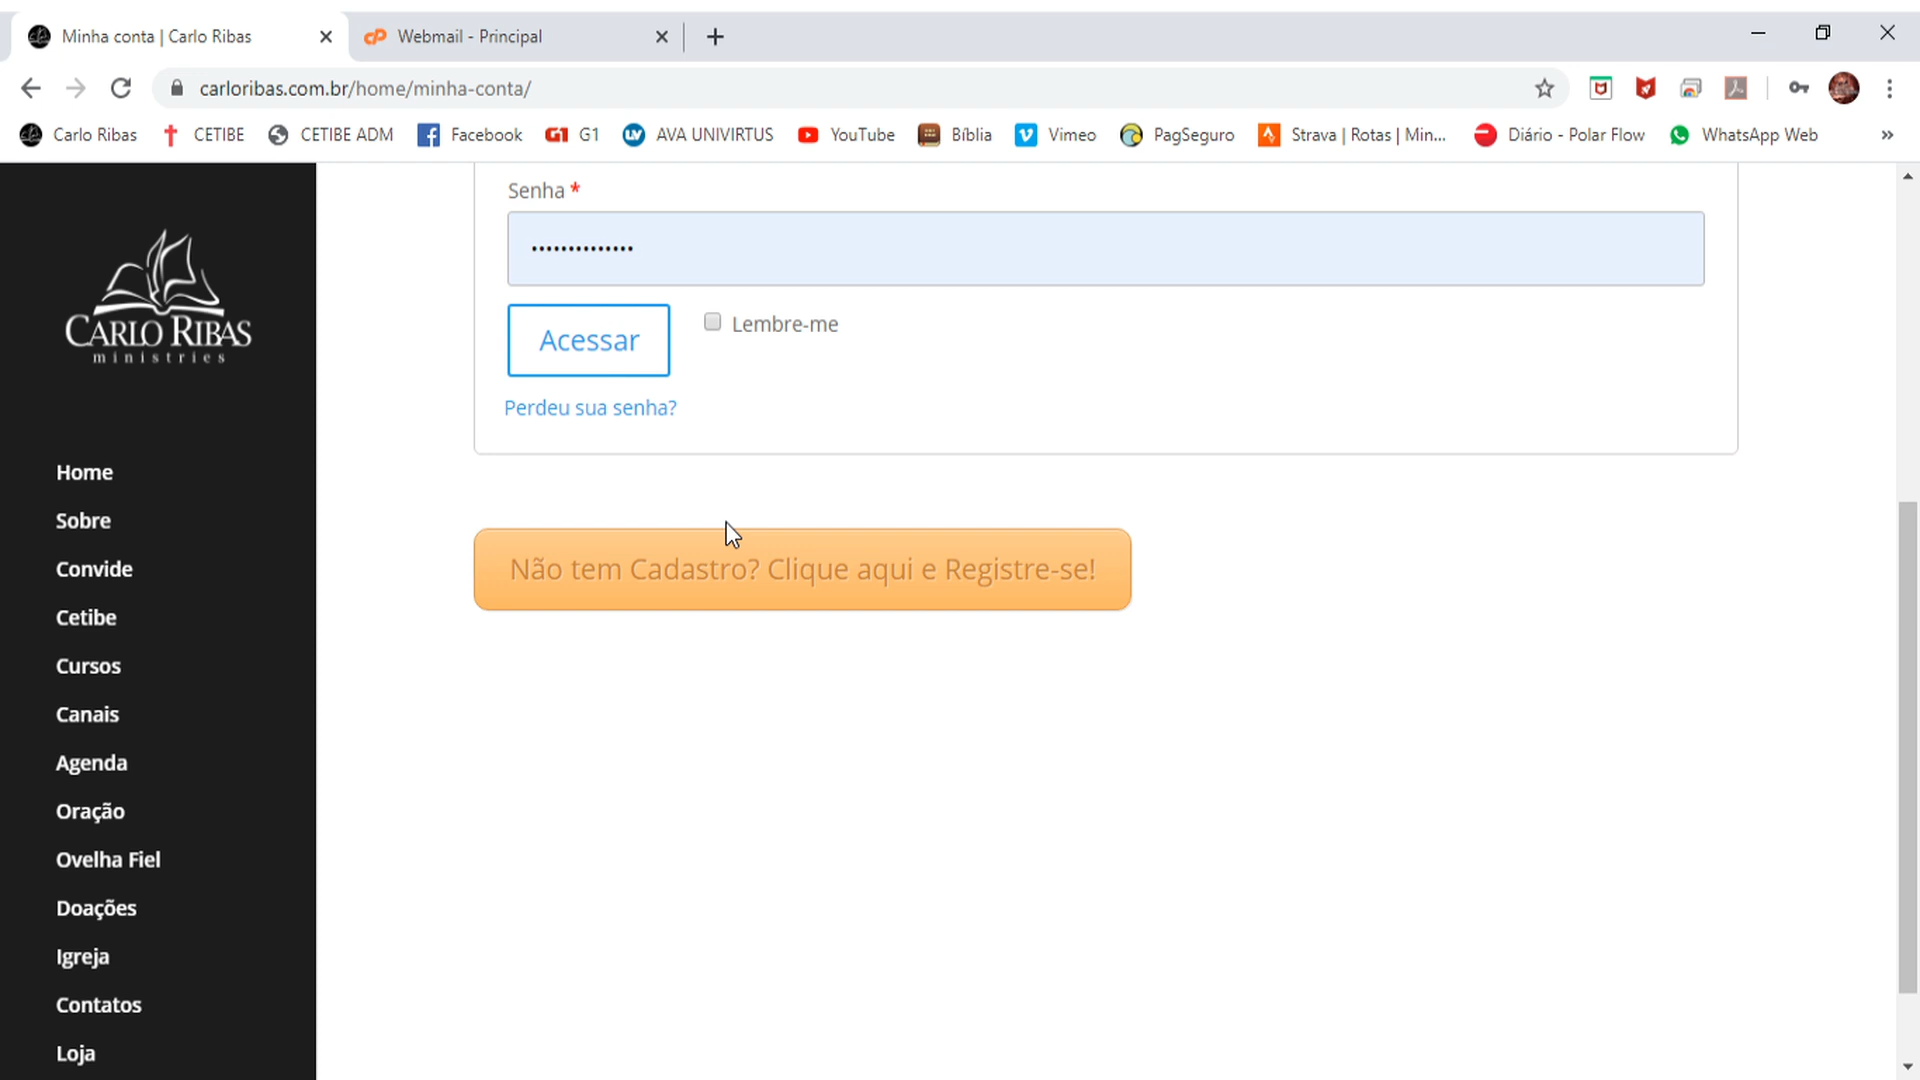 Minha conta | Carlo Ribas
Webmail - Principal
carloribas.com.br/home/minha-conta/
Carlo Ribas
CETIBE
CETIBE ADM
Facebook
G1
AVA UNIVIRTUS
YouTube
Bíblia
Vimeo
PagSeguro
Strava | Rotas | Min...
Diário - Polar Flow
WhatsApp Web
»
CARLO RIBAS
ministries
Home
Sobre
Convide
Cetibe
Cursos
Canais
Agenda
Oração
Ovelha Fiel
Doações
Igreja
Contatos
Loja
Senha *
••••••••••••••
Acessar
Lembre-me
Perdeu sua senha?
Não tem Cadastro? Clique aqui e Registre-se!